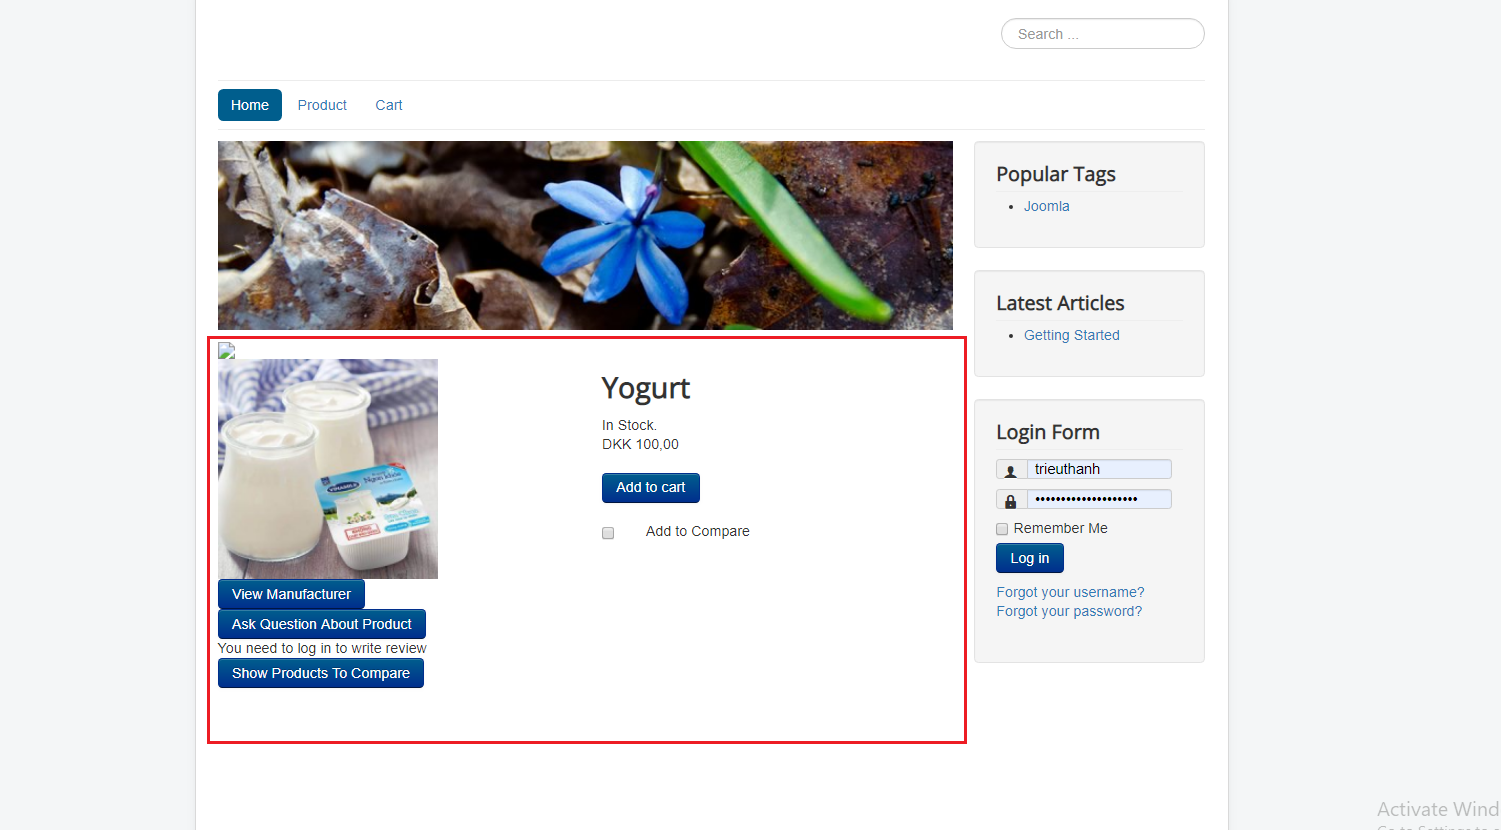 Search ...
Home Product Cart
Popular Tags
Joomla
Latest Articles
Getting Started
Yogurt
In Stock.
DKK 100,00
Add to cart
Add to Compare
VINAMILK
View Manufacturer
Ask Question About Product
You need to log in to write review
Show Products To Compare
Login Form
trieuthanh
Remember Me
Log in
Forgot your username?
Forgot your password?
Activate Wind